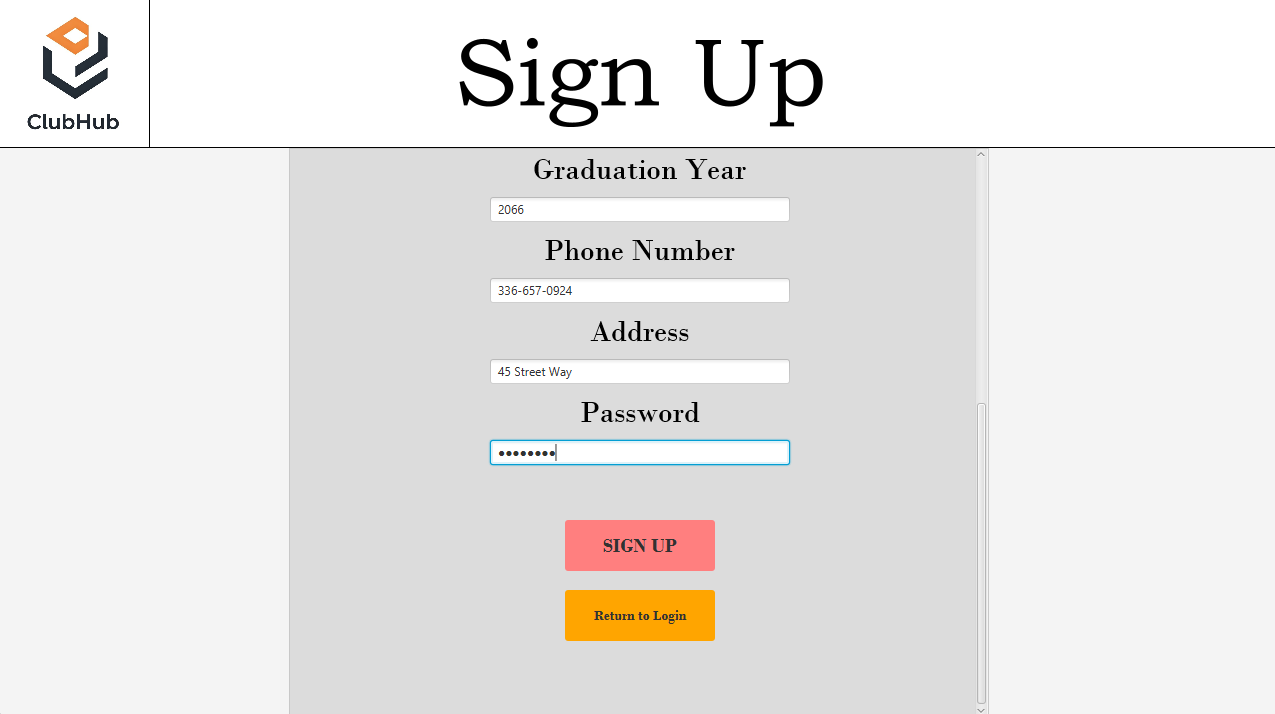 Sign Up
ClubHub
Graduation Year
2066
Phone Number
336-657-0924
Address
45 Street Way
Password
••••••••
SIGN UP
Return to Login